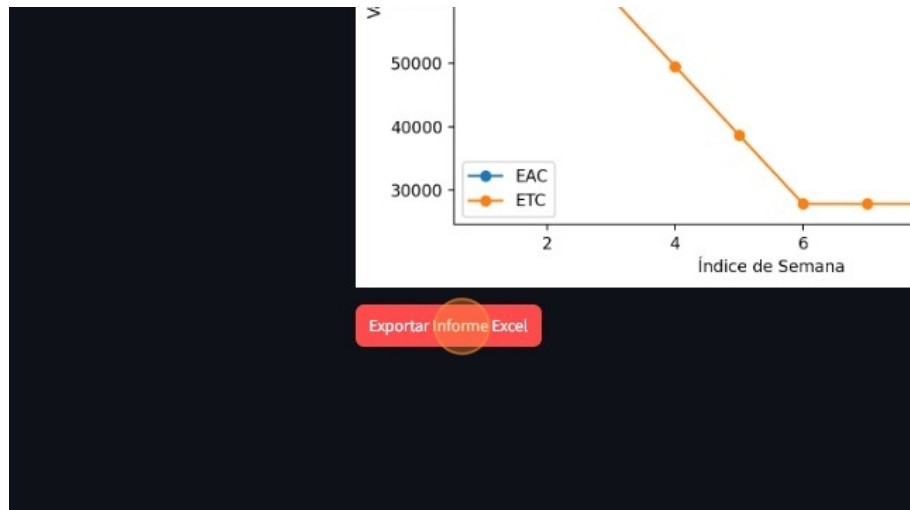 50000
40000
30000
EAC
ETC
2 4 6
Índice de Semana
Exportar Informe Excel